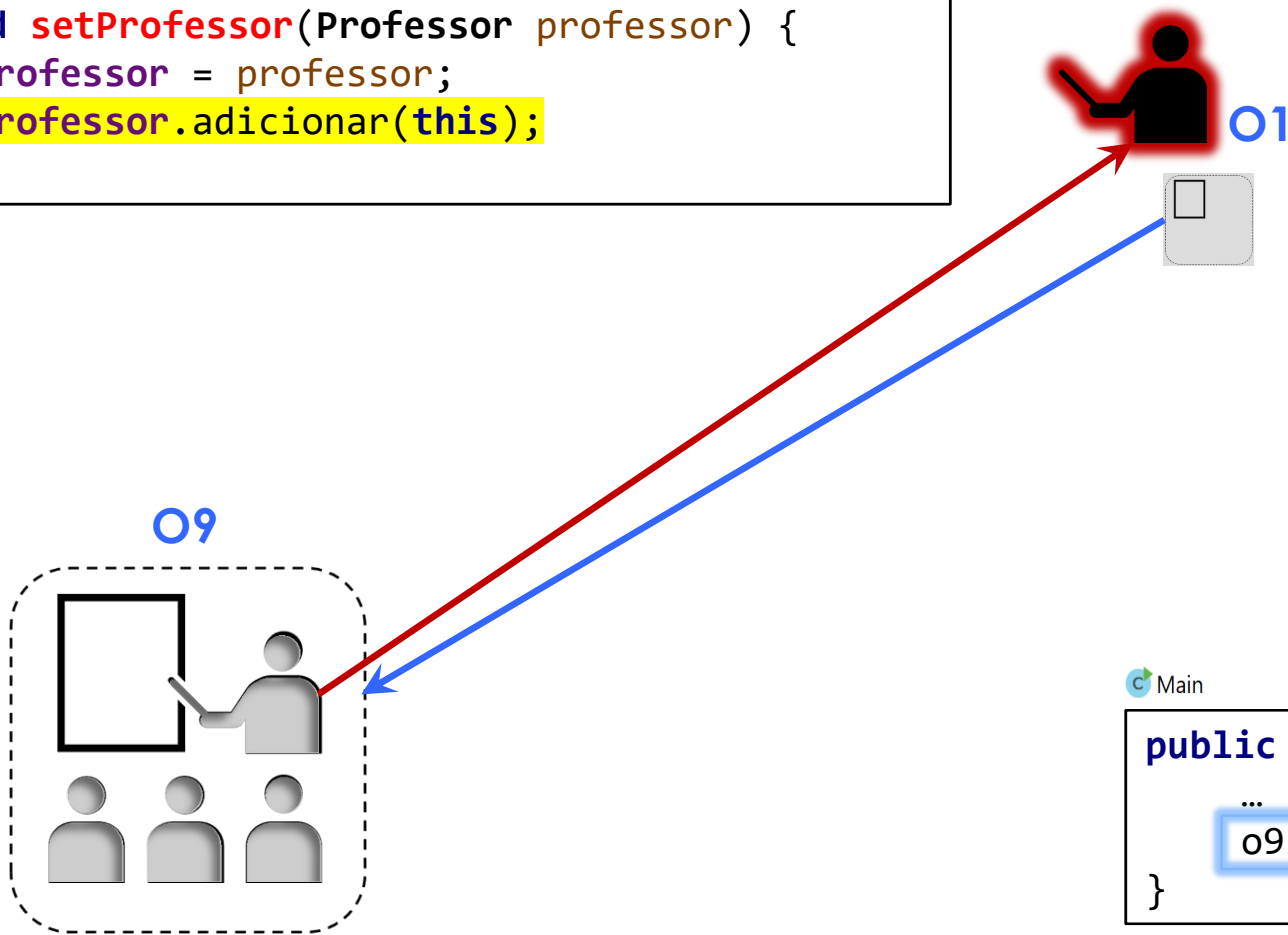 setProfessor(Professor professor) {
rofessor = professor;
rofessor.adicionar(this);
O1
O9
Main
public
…
o9
}